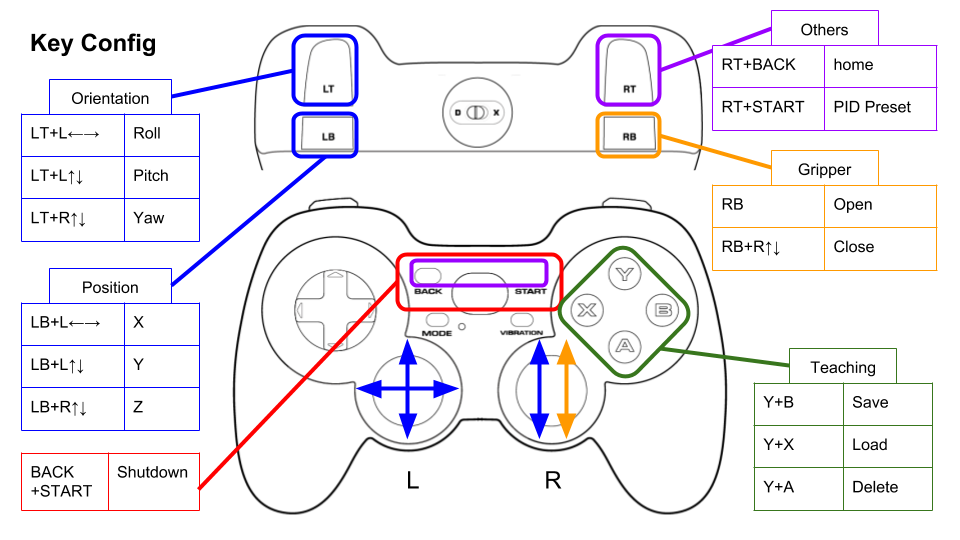 Key Config
Orientation
LT+L←→ Roll
LT+L↑↓ Pitch
LT+R↑↓ Yaw
Position
LB+L←→ X
LB+L↑↓ Y
LB+R↑↓ Z
BACK
+START
Shutdown
LT
RT
LB
RB
D X
BACK
START
MODE
VIBRATION
Y
X
B
A
L
R
Others
RT+BACK home
RT+START PID Preset
Gripper
RB Open
RB+R↑↓ Close
Teaching
Y+B Save
Y+X Load
Y+A Delete